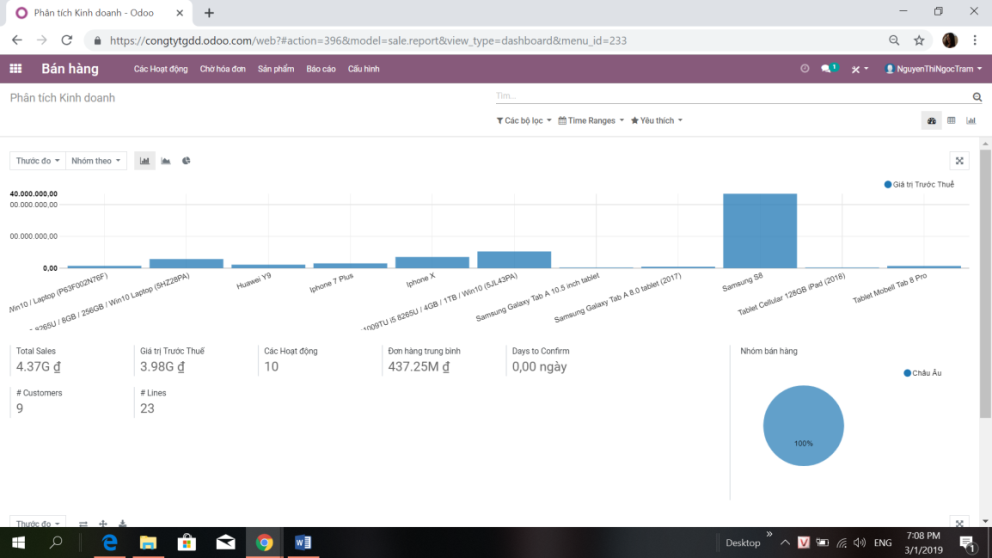 Phân tích Kinh doanh - Odoo
https://congtytgdd.odoo.com/web?#action=396&model=sale.report&view_type=dashboard&menu_id=233
Bán hàng
Các Hoạt động Chờ hóa đơn Sản phẩm Báo cáo Cấu hình
1
NguyenThiNgocTram
Phân tích Kinh doanh
Tìm...
Các bộ lọc Time Ranges Yêu thích
Thước đo Nhóm theo
Giá trị Trước Thuế
40.000.000,00
00.000.000,00
00.000.000,00
0,00
Win10 / Laptop (P63F002N76F)
8265U / 8GB / 256GB / Win10 Laptop (5HZ28PA)
Huawei Y9
Iphone 7 Plus
Iphone X
1009TU i5 8265U / 4GB / 1TB / Win10 (5JL43PA)
Samsung Galaxy Tab A 10.5 inch tablet
Samsung Galaxy Tab A 8.0 tablet (2017)
Samsung S8
Tablet Cellular 128GB iPad (2018)
Tablet Mobell Tab 8 Pro
Total Sales
4.37G ₫
Giá trị Trước Thuế
3.98G ₫
Các Hoạt động
10
Đơn hàng trung bình
437.25M ₫
Days to Confirm
0,00 ngày
# Customers
9
# Lines
23
Nhóm bán hàng
Châu Âu
100%
Thước đo
Desktop
ENG
7:08 PM
3/1/2019
1